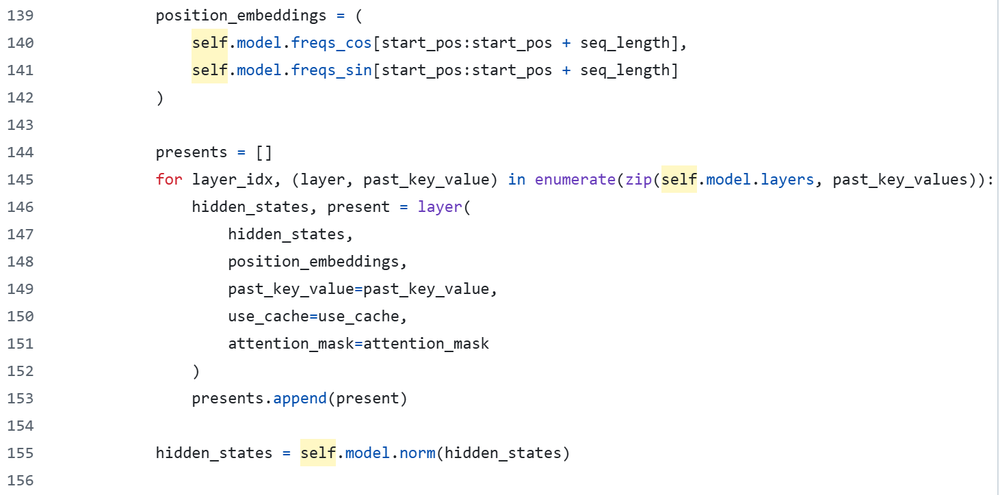 139 position_embeddings = (
140 self.model.freqs_cos[start_pos:start_pos + seq_length],
141 self.model.freqs_sin[start_pos:start_pos + seq_length]
142 )
143
144 presents = []
145 for layer_idx, (layer, past_key_value) in enumerate(zip(self.model.layers, past_key_values)):
146 hidden_states, present = layer(
147 hidden_states,
148 position_embeddings,
149 past_key_value=past_key_value,
150 use_cache=use_cache,
151 attention_mask=attention_mask
152 )
153 presents.append(present)
154
155 hidden_states = self.model.norm(hidden_states)
156